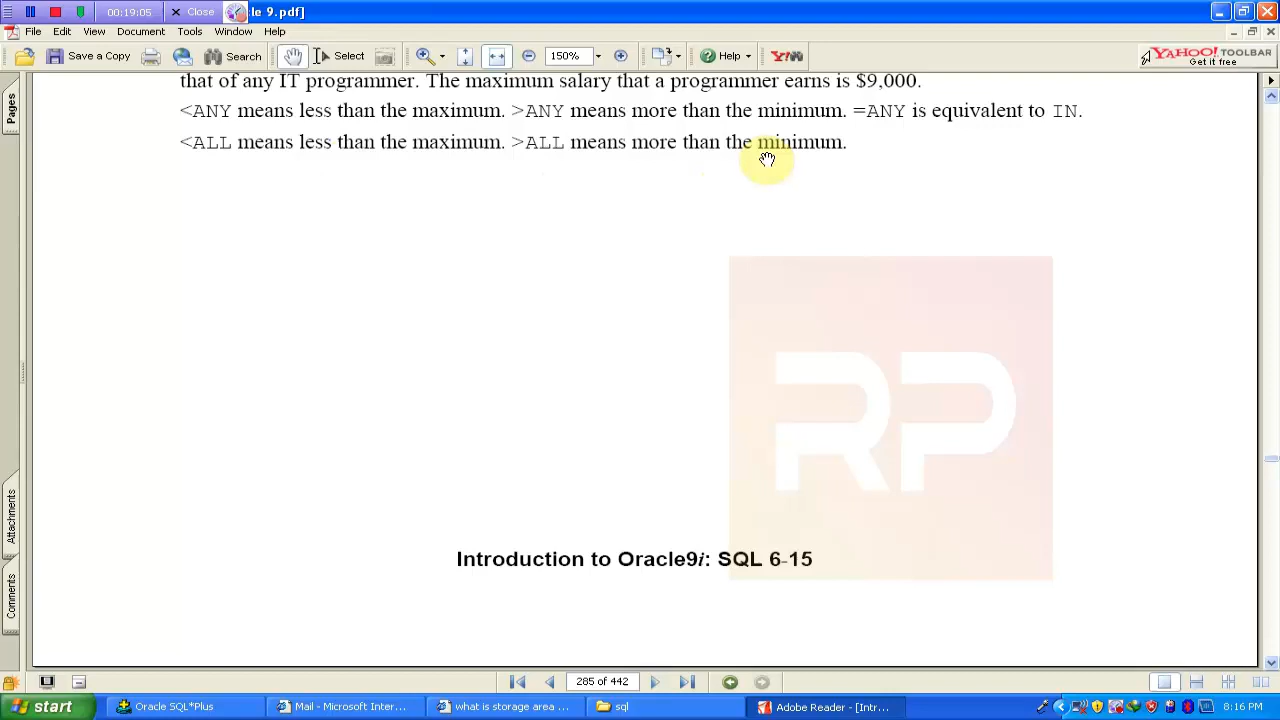 00:19:05
Close
cle 9.pdf]
File Edit View Document Tools Window Help
Save a Copy
Search
Select
150%
Help
Y!
YAHOO! TOOLBAR
Get it free
Pages
that of any IT programmer. The maximum salary that a programmer earns is $9,000.
<ANY means less than the maximum. >ANY means more than the minimum. =ANY is equivalent to IN.
<ALL means less than the maximum. >ALL means more than the minimum.
RP
Attachments
Comments
Introduction to Oracle9i: SQL 6-15
285 of 442
start
Oracle SQL*Plus
Mail - Microsoft Inter...
what is storage area ...
sql
Adobe Reader - [Intr...
8:16 PM